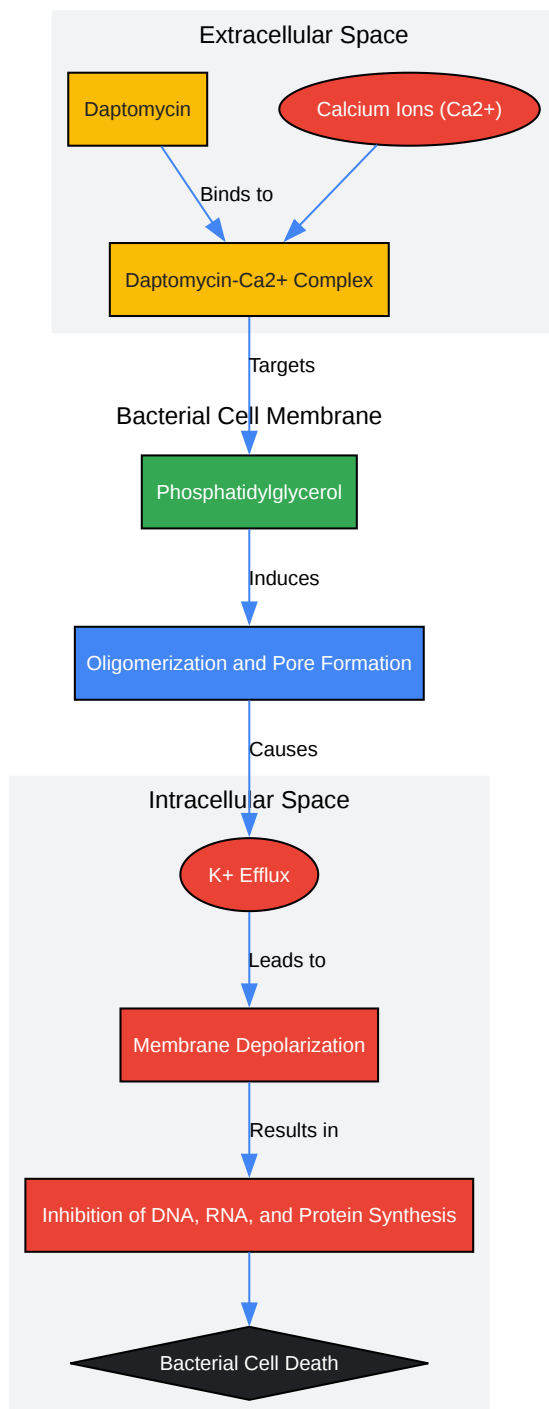 Extracellular Space
Daptomycin
Calcium Ions (Ca2+)
Binds to
Daptomycin-Ca2+ Complex
Targets
Bacterial Cell Membrane
Phosphatidylglycerol
Induces
Oligomerization and Pore Formation
Causes
Intracellular Space
K+ Efflux
Leads to
Membrane Depolarization
Results in
Inhibition of DNA, RNA, and Protein Synthesis
Bacterial Cell Death